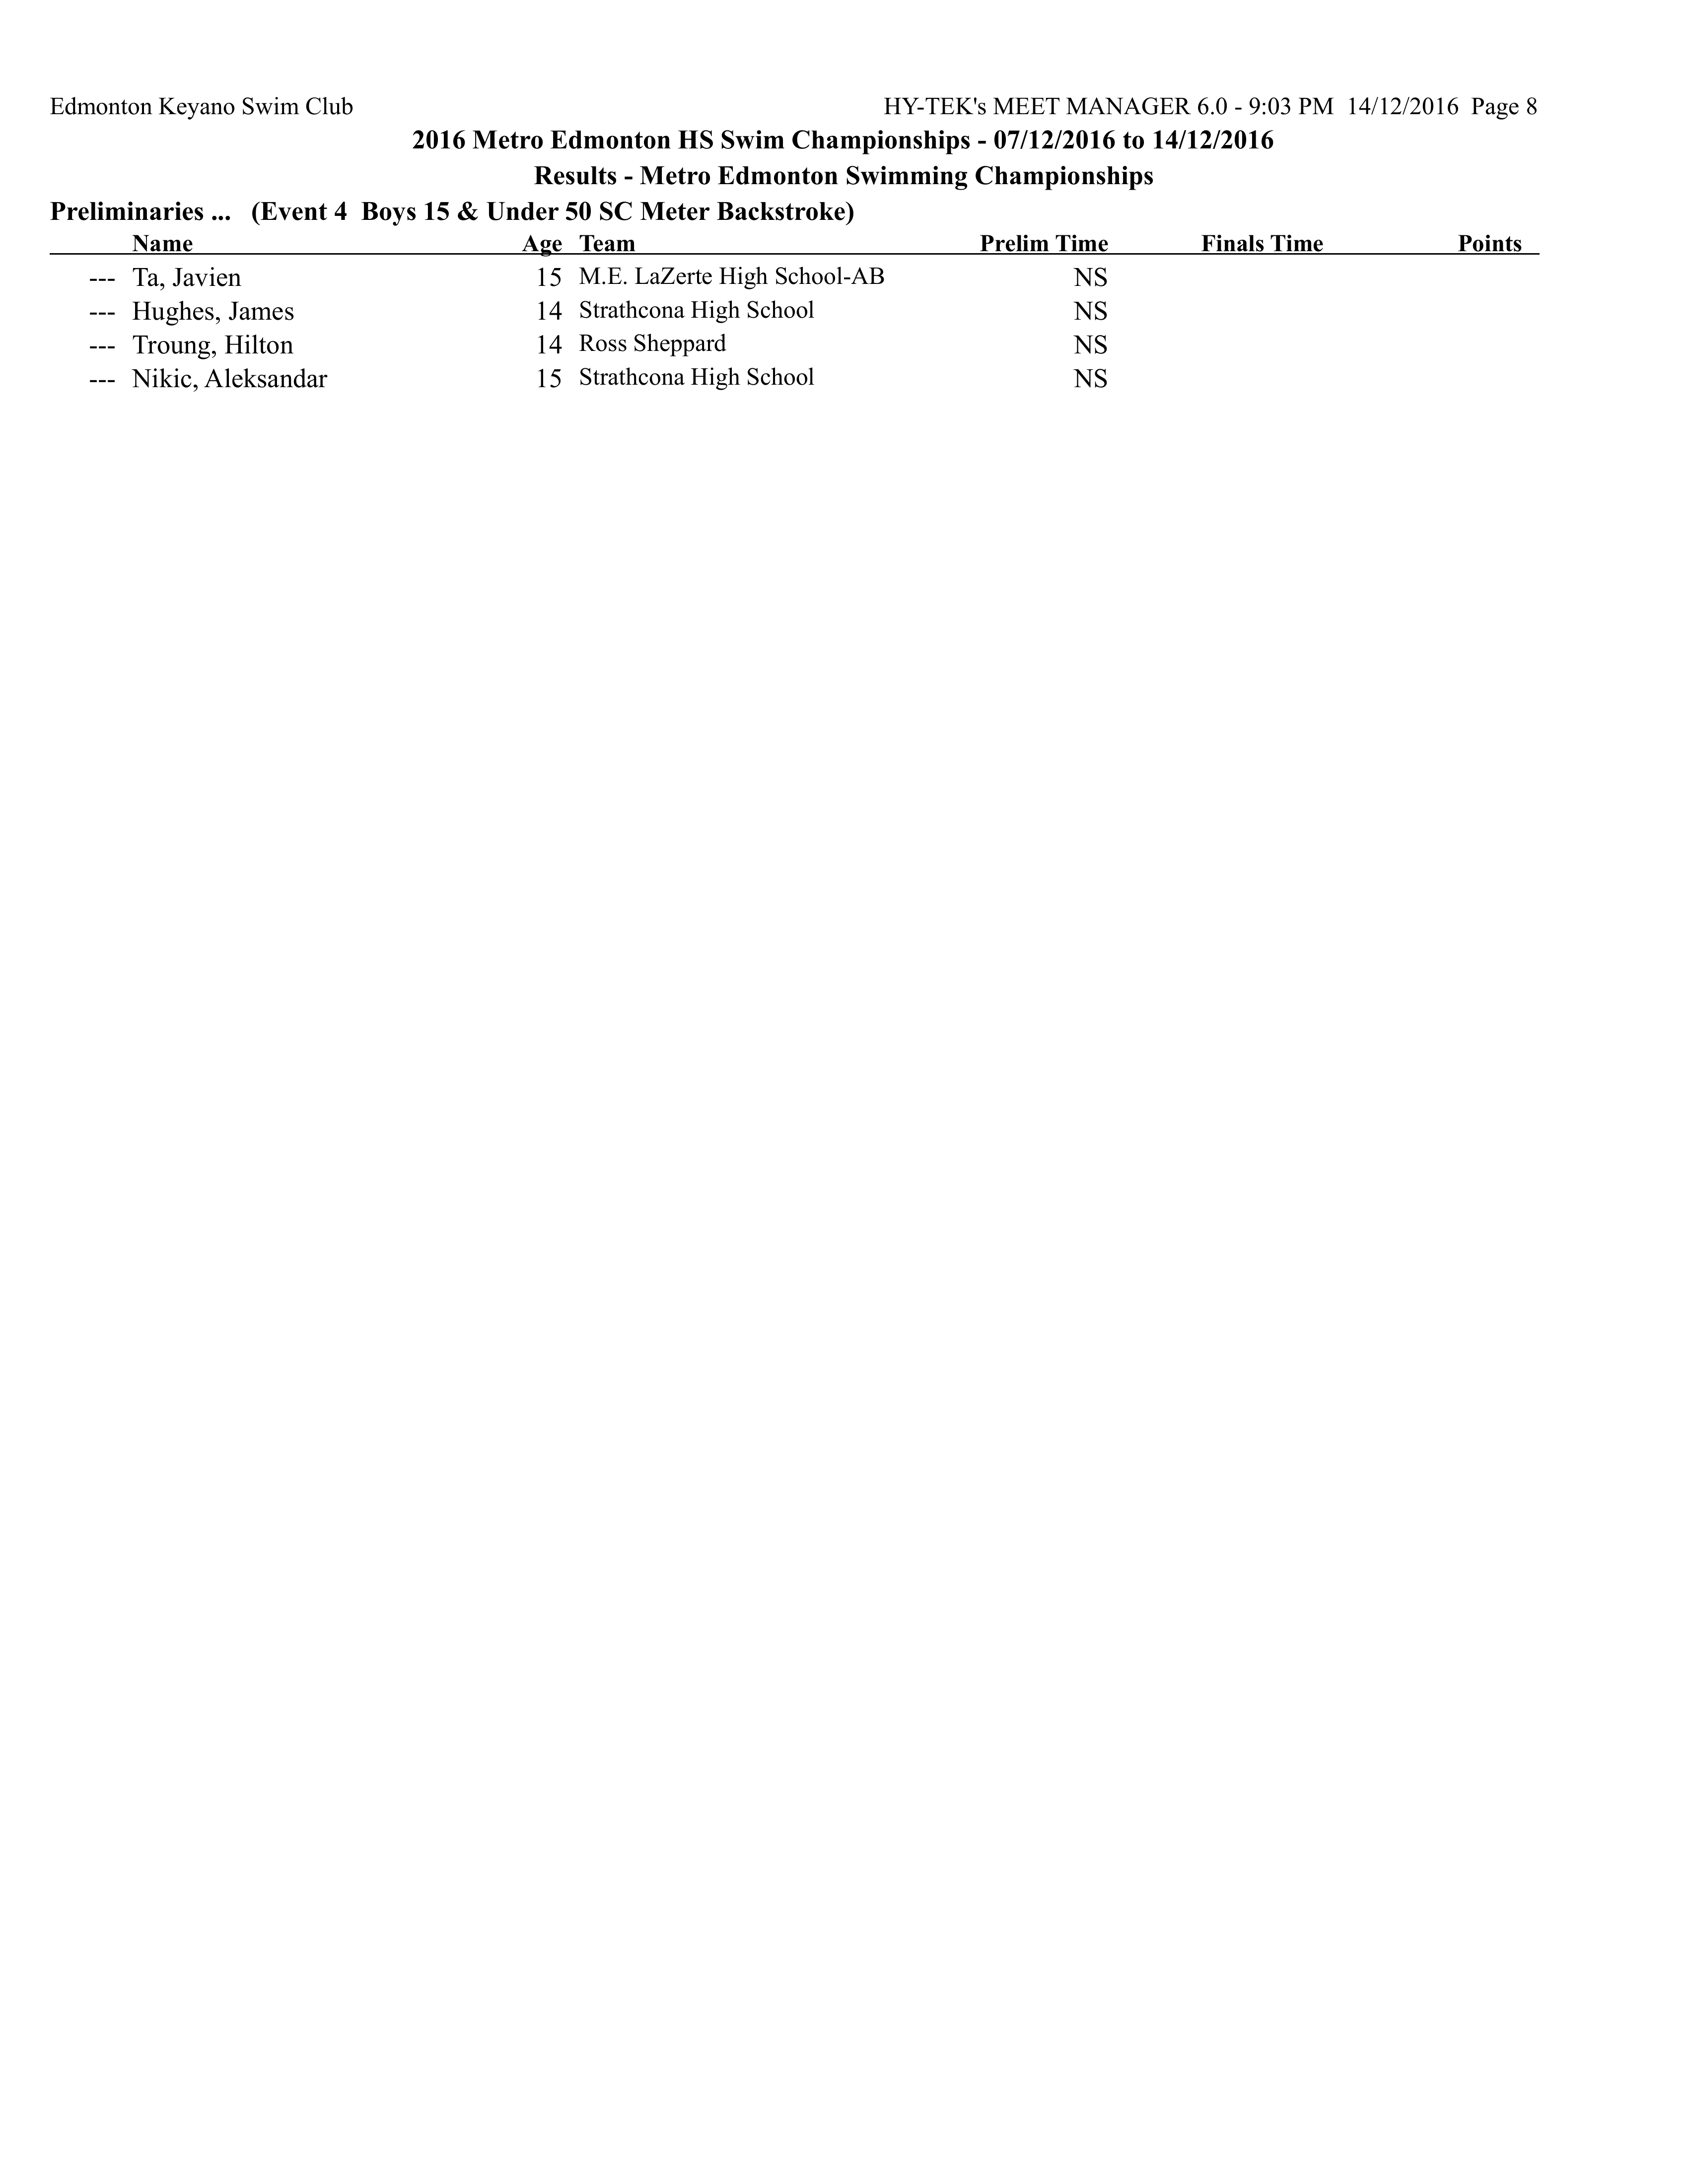 Edmonton Keyano Swim Club HY-TEK's MEET MANAGER 6.0 - 9:03 PM 14/12/2016 Page 8
2016 Metro Edmonton HS Swim Championships - 07/12/2016 to 14/12/2016
Results - Metro Edmonton Swimming Championships
Preliminaries ... (Event 4 Boys 15 & Under 50 SC Meter Backstroke)
Name Age Team Prelim Time Finals Time Points
--- Ta, Javien 15 M.E. LaZerte High School-AB NS
--- Hughes, James 14 Strathcona High School NS
--- Troung, Hilton 14 Ross Sheppard NS
--- Nikic, Aleksandar 15 Strathcona High School NS